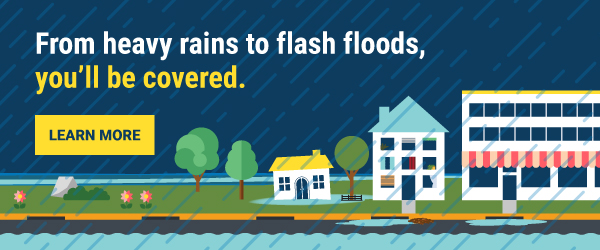 From heavy rains to flash floods,
you'll be covered.
LEARN MORE